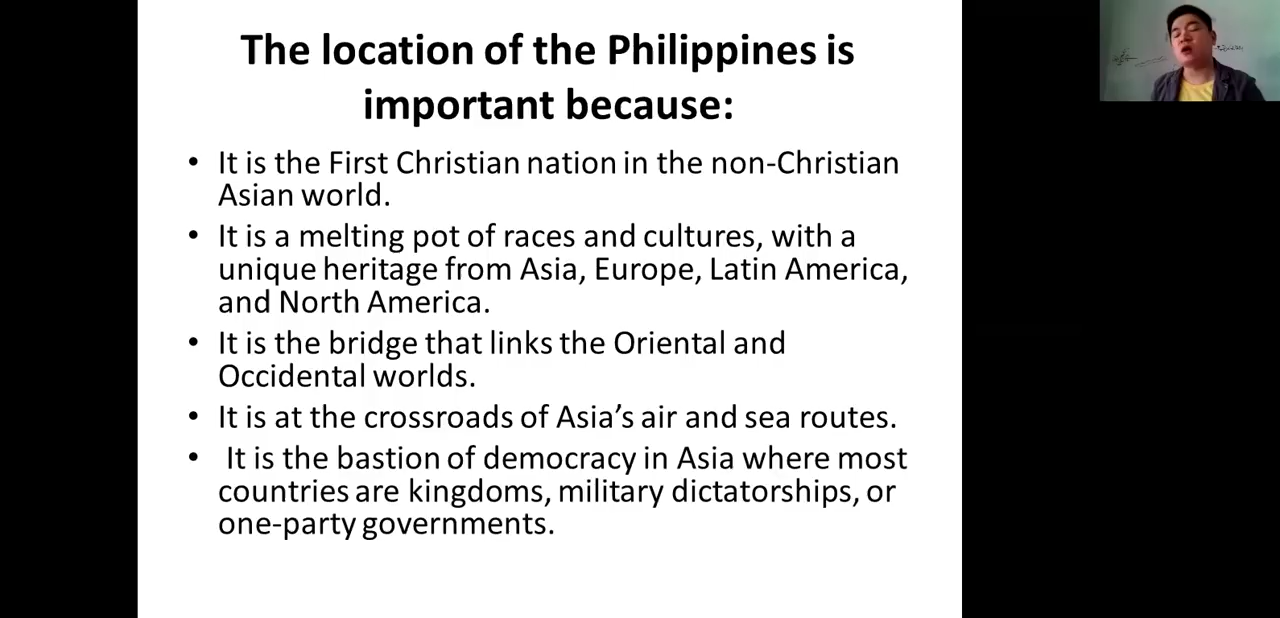 The location of the Philippines is
important because:
• It is the First Christian nation in the non-Christian
Asian world.
• It is a melting pot of races and cultures, with a
unique heritage from Asia, Europe, Latin America,
and North America.
• It is the bridge that links the Oriental and
Occidental worlds.
• It is at the crossroads of Asia’s air and sea routes.
• It is the bastion of democracy in Asia where most
countries are kingdoms, military dictatorships, or
one-party governments.